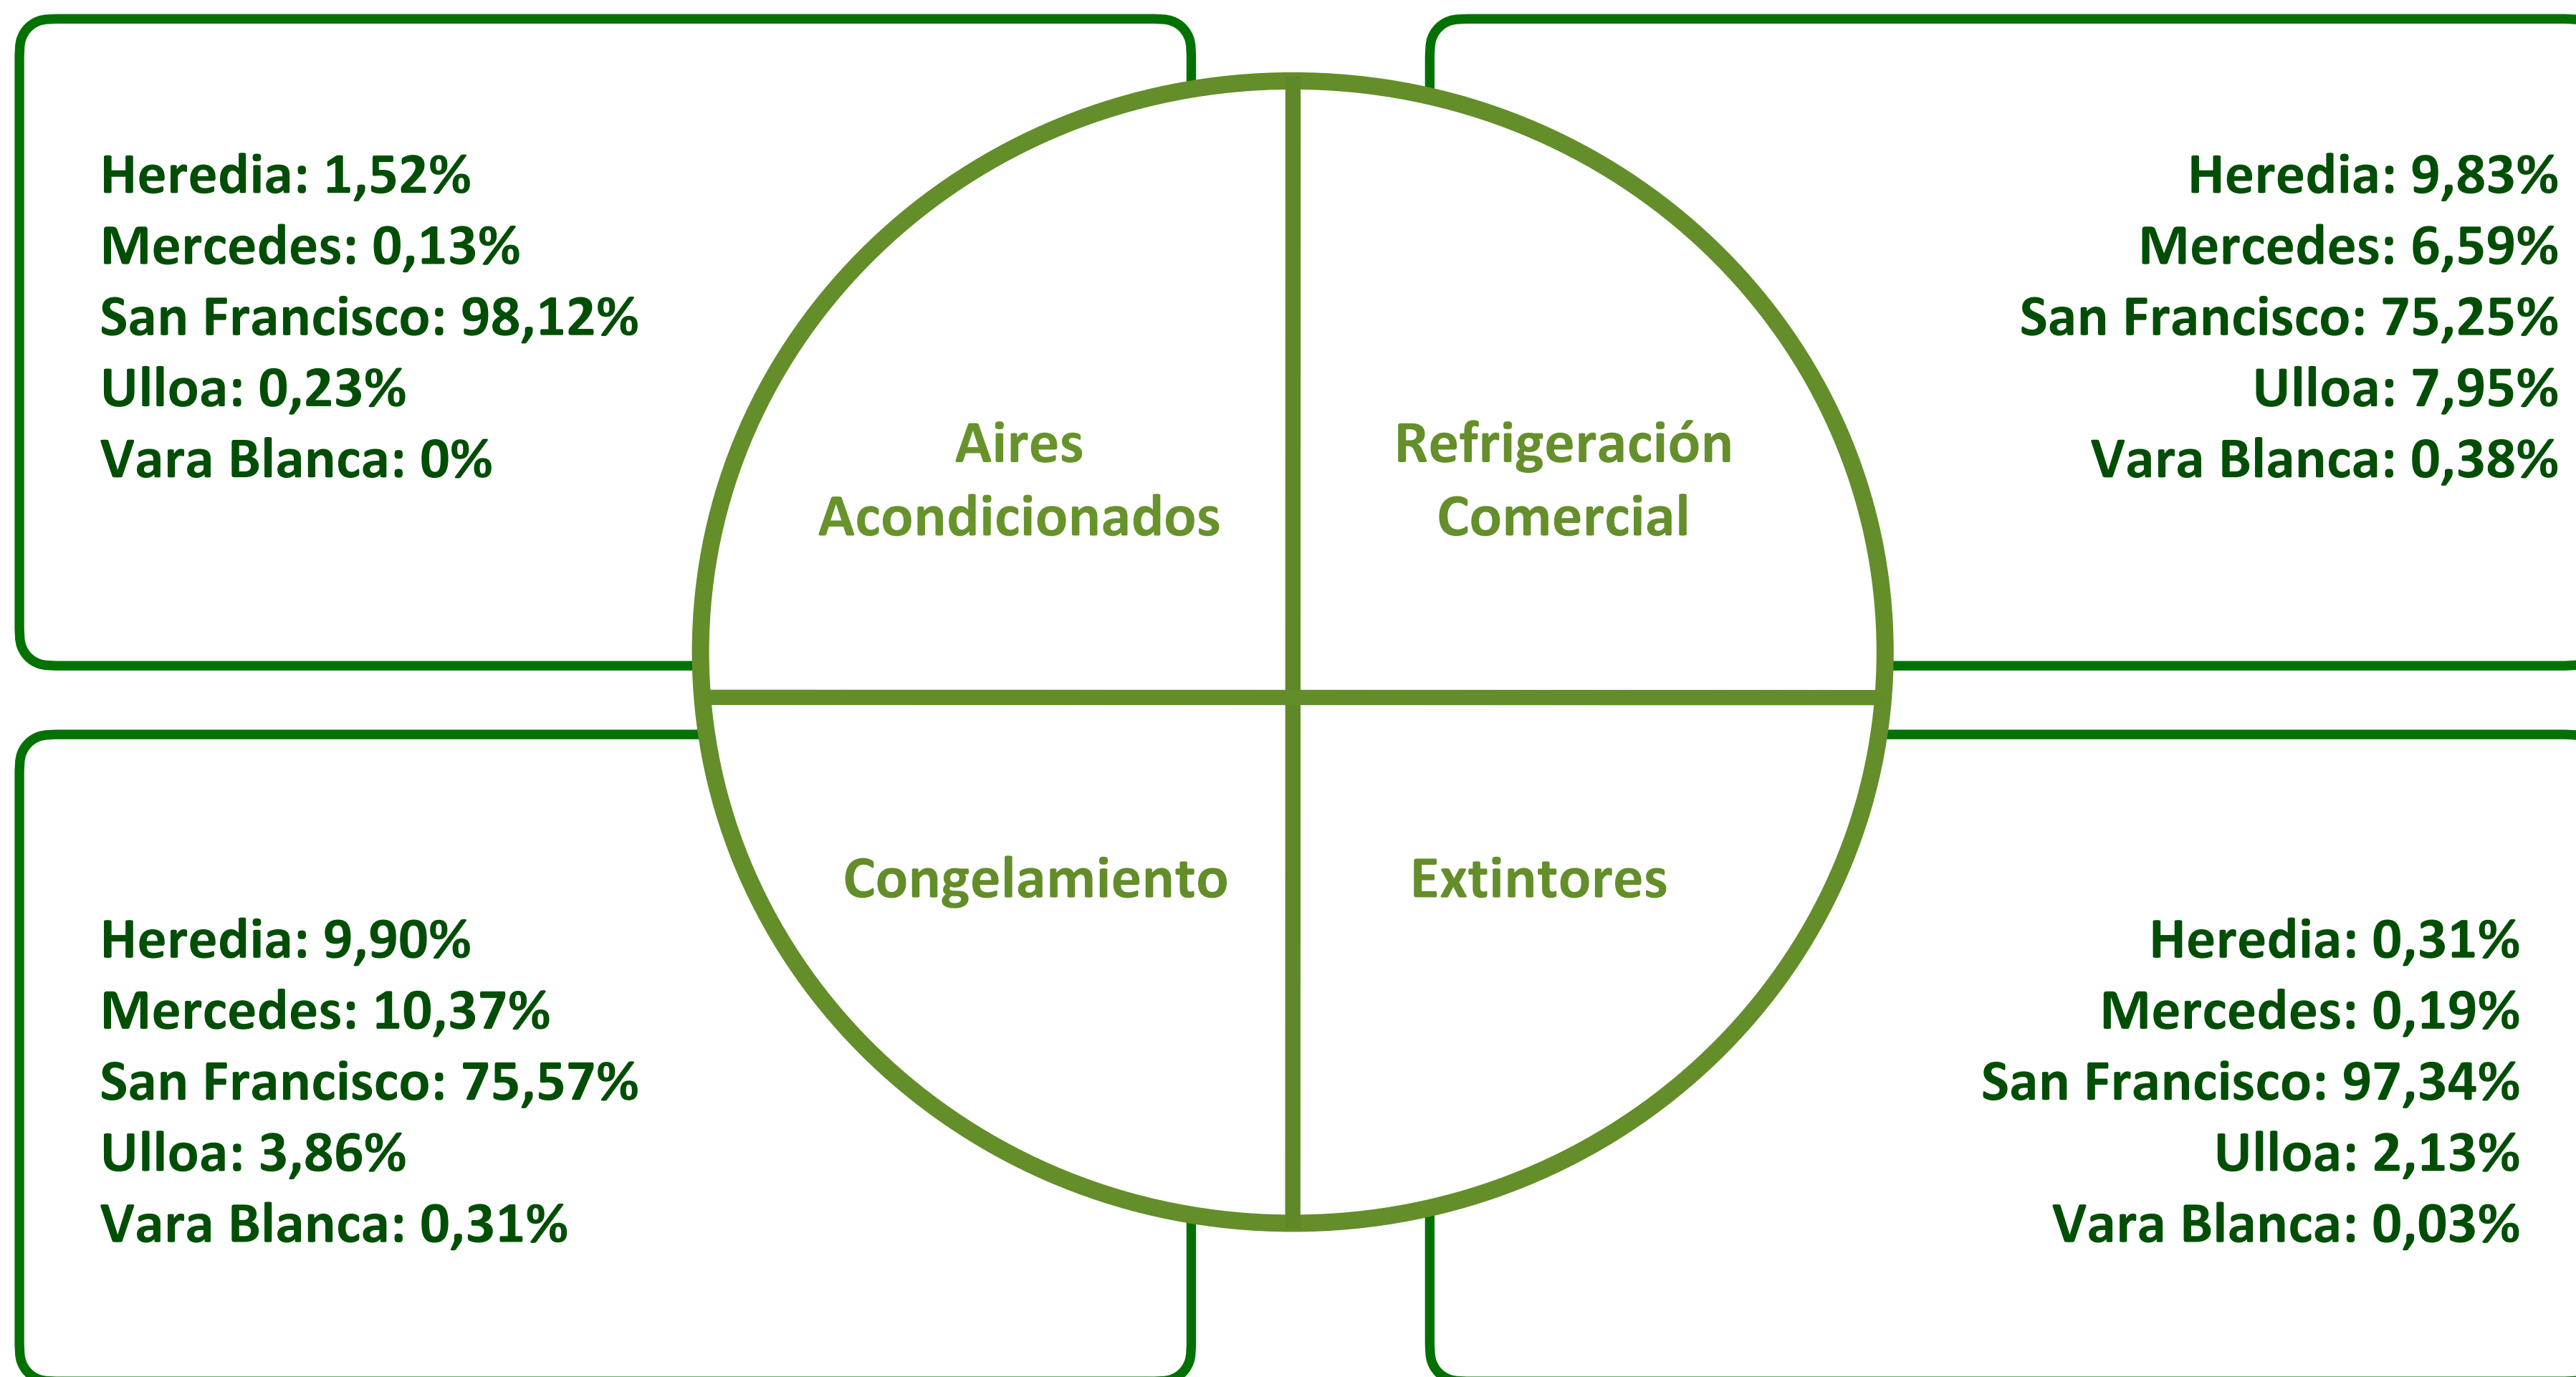 Heredia: 1,52%
Mercedes: 0,13%
San Francisco: 98,12%
Ulloa: 0,23%
Vara Blanca: 0%
Aires
Acondicionados
Refrigeración
Comercial
Heredia: 9,83%
Mercedes: 6,59%
San Francisco: 75,25%
Ulloa: 7,95%
Vara Blanca: 0,38%
Heredia: 9,90%
Mercedes: 10,37%
San Francisco: 75,57%
Ulloa: 3,86%
Vara Blanca: 0,31%
Congelamiento
Extintores
Heredia: 0,31%
Mercedes: 0,19%
San Francisco: 97,34%
Ulloa: 2,13%
Vara Blanca: 0,03%